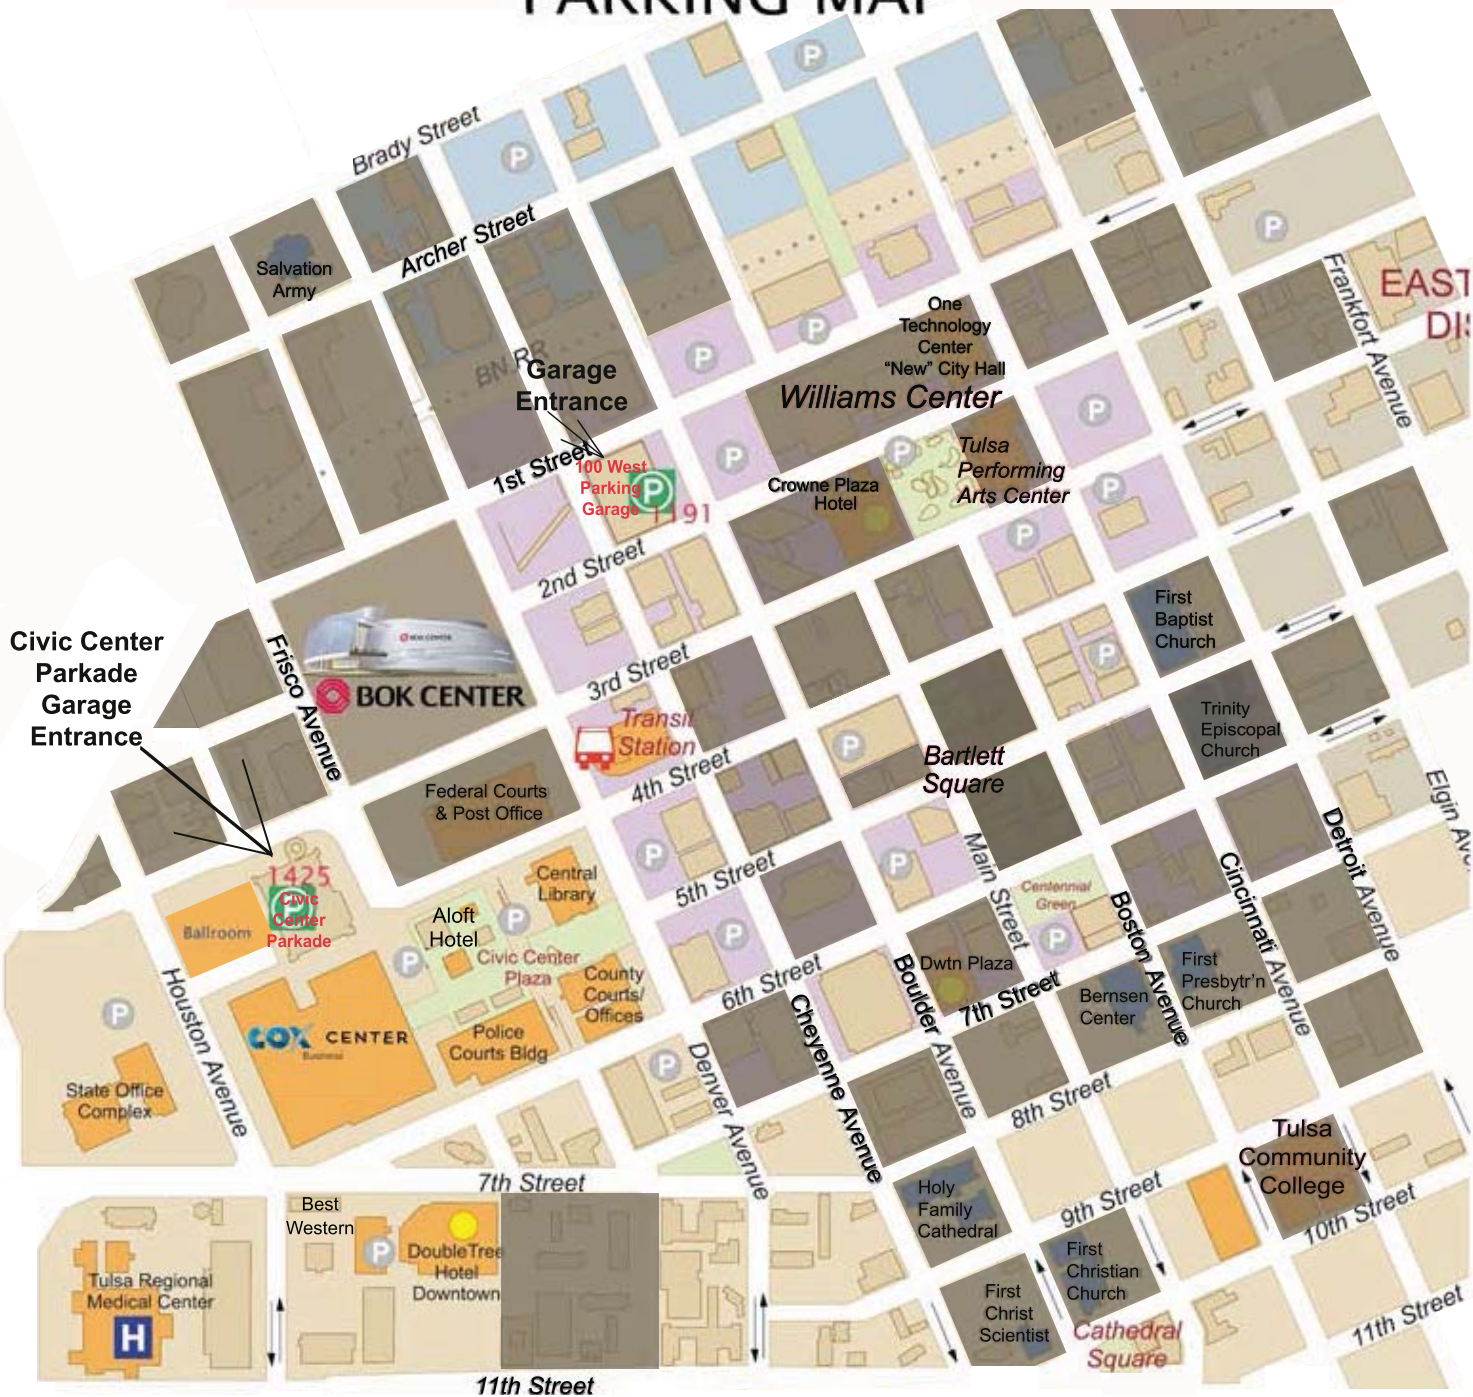 PARKING MAP
Brady Street
Archer Street
Salvation
Army
BN RR
Garage
Entrance
One
Technology
Center
“New” City Hall
Williams Center
Frankfort Avenue
EAST
1st Street
100 West
Parking
Garage
1191
P
Crowne Plaza
Hotel
Tulsa
Performing
Arts Center
2nd Street
Civic Center
Parkade
Garage
Entrance
Frisco Avenue
BOK CENTER
BOK CENTER
3rd Street
First
Baptist
Church
Transit
Station
4th Street
Trinity
Episcopal
Church
Bartlett
Square
Federal Courts
& Post Office
Elgin
Detroit Avenue
Main Street
5th Street
Central
Library
1425
P
Civic
Center
Parkade
Ballroom
Aloft
Hotel
Civic Center
Plaza
Centennial
Green
Boston Avenue
Cincinnati Avenue
Dwtn Plaza
6th Street
7th Street
First
Presbytr’n
Church
Bernsen
Center
County
Courts/
Offices
Houston Avenue
COX CENTER
Business
Police
Courts Bldg
Cheyenne Avenue
Boulder Avenue
Denver Avenue
State Office
Complex
8th Street
Tulsa
Community
College
7th Street
Holy
Family
Cathedral
9th Street
10th Street
Best
Western
P
DoubleTree
Hotel
Downtown
Tulsa Regional
Medical Center
H
First
Christian
Church
First
Christ
Scientist
Cathedral
Square
11th Street
11th Street